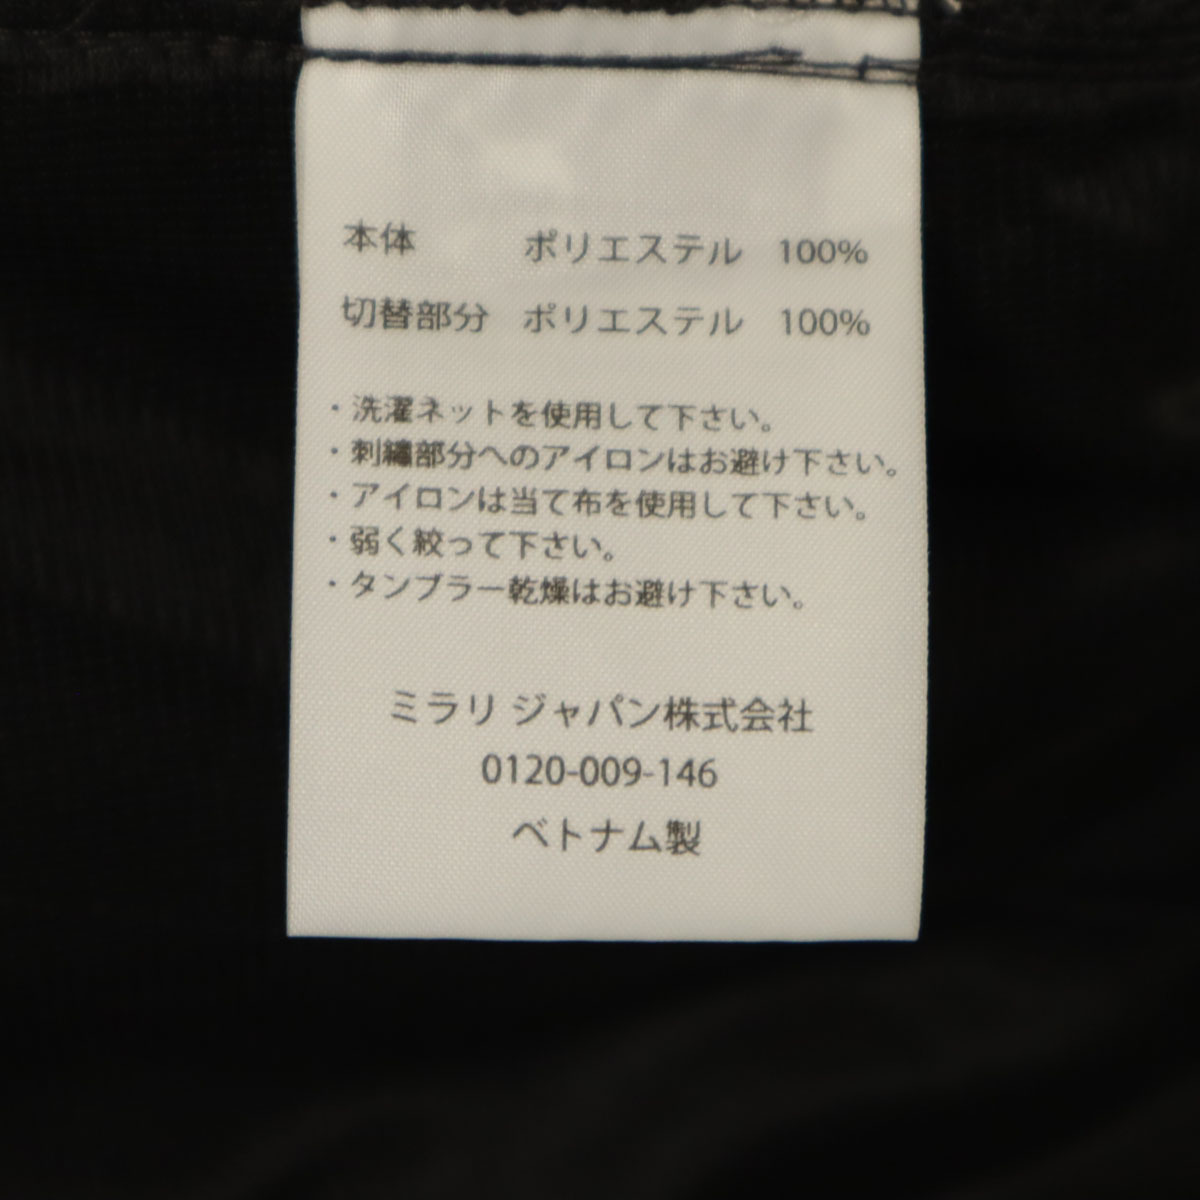 本体 ポリエステル 100%
切替部分 ポリエステル 100%
・洗濯ネットを使用して下さい。
・刺繍部分へのアイロンはお避け下さい。
・アイロンは当て布を使用して下さい。
・弱く絞って下さい。
・タンブラー乾燥はお避け下さい。
ミラリ ジャパン株式会社
0120-009-146
ベトナム製